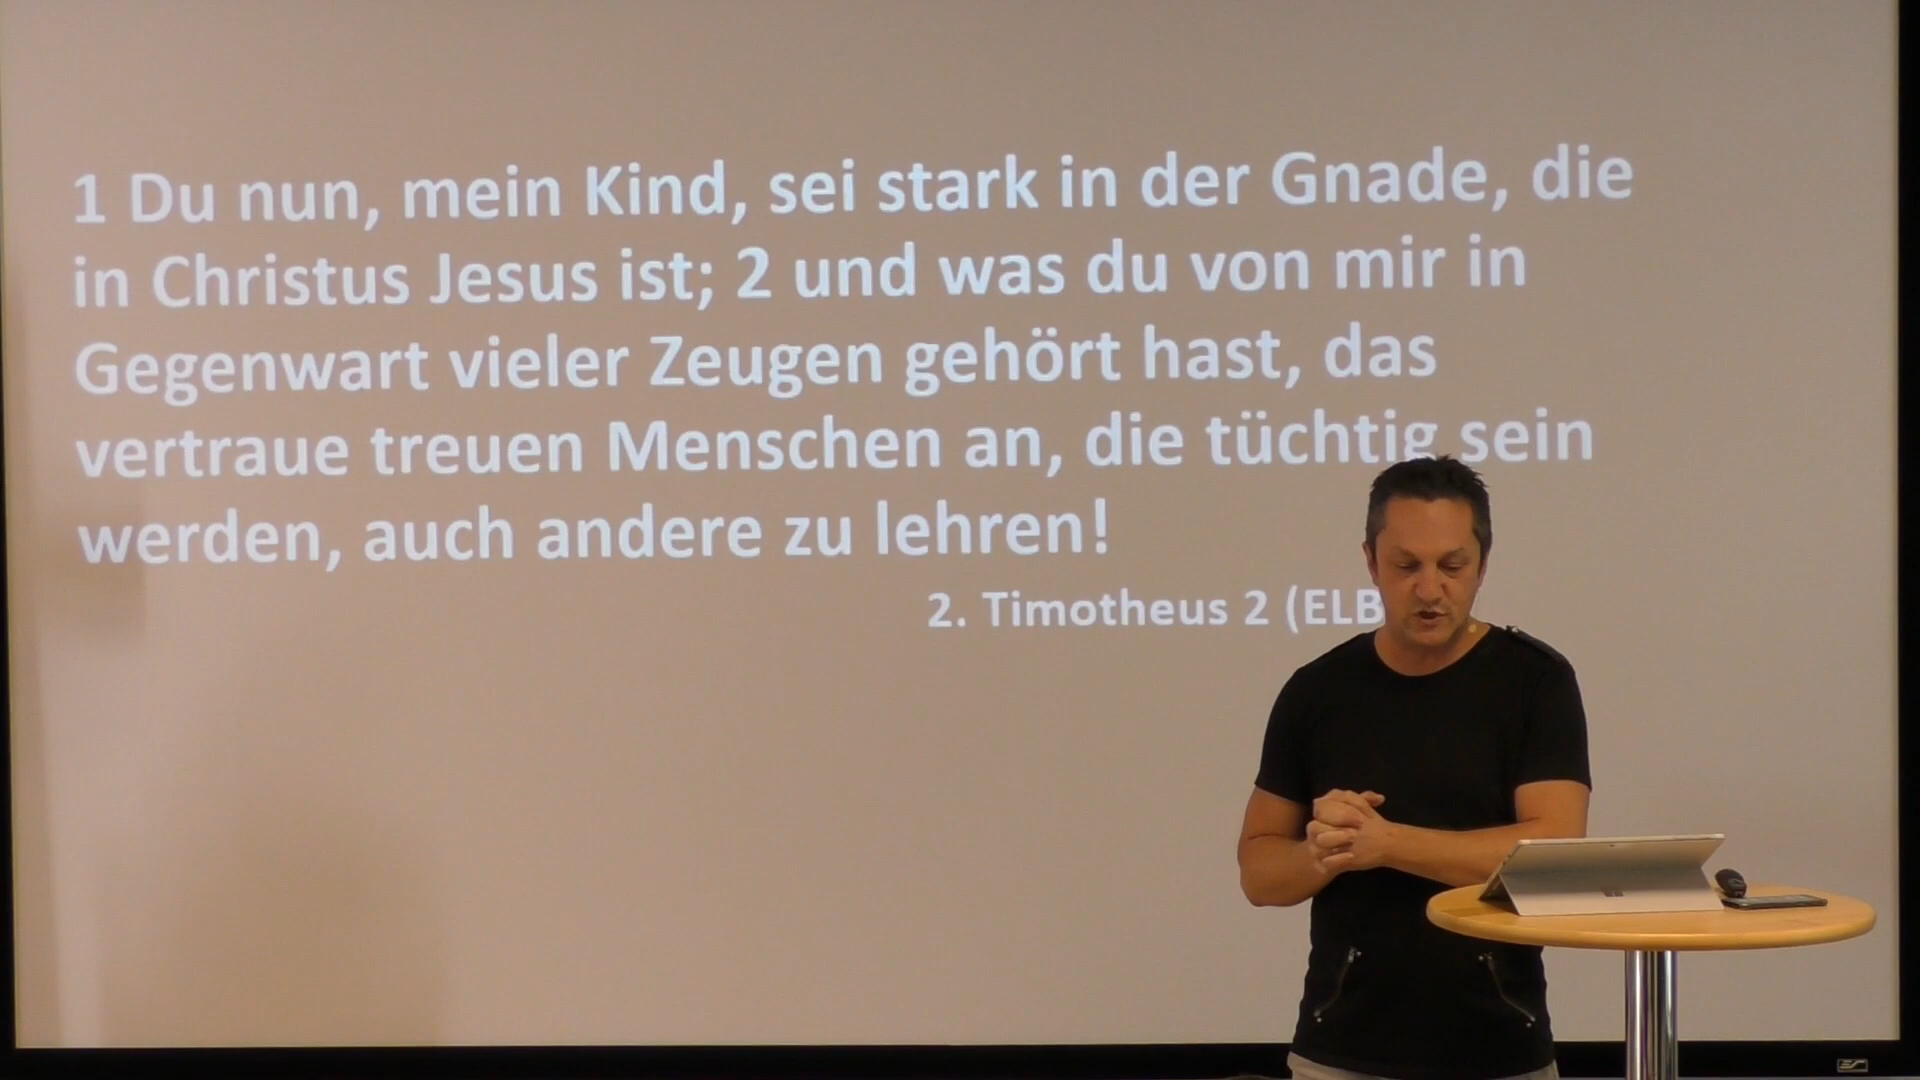 1 Du nun, mein Kind, sei stark in der Gnade, die
in Christus Jesus ist; 2 und was du von mir in
Gegenwart vieler Zeugen gehört hast, das
vertraue treuen Menschen an, die tüchtig sein
werden, auch andere zu lehren!
2. Timotheus 2 (ELB